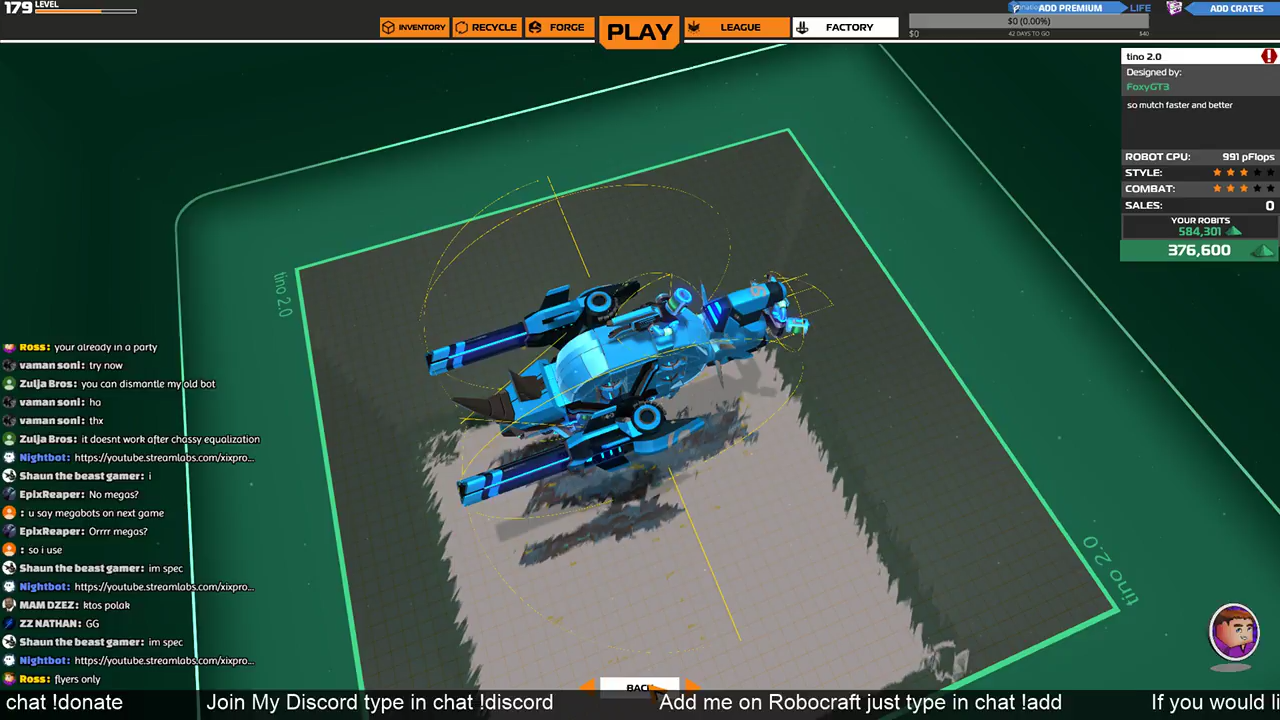 179 LEVEL
INVENTORY
RECYCLE
FORGE
PLAY
LEAGUE
FACTORY
ADD PREMIUM
LIFE
ADD CRATES
$0 (0.00%)
$0
42 DAYS TO GO
$40
tino 2.0
Designed by:
FoxyGT3
so mutch faster and better
ROBOT CPU: 991 pFlops
STYLE:
COMBAT:
SALES: 0
YOUR ROBITS
584,301
376,600
tino 2.0
tino 2.0
Ross: your already in a party
vaman soni: try now
Zulja Bros: you can dismantle my old bot
vaman soni: ha
vaman soni: thx
Zulja Bros: it doesnt work after chassy equalization
Nightbot: https://youtube.streamlabs.com/xixpro...
Shaun the beast gamer: i
EpixReaper: No megas?
: u say megabots on next game
EpixReaper: Orrrr megas?
: so i use
Shaun the beast gamer: im spec
Nightbot: https://youtube.streamlabs.com/xixpro...
MAM DZEZ: ktos polak
ZZ NATHAN: GG
Shaun the beast gamer: im spec
Nightbot: https://youtube.streamlabs.com/xixpro...
Ross: flyers only
BACK
chat !donate Join My Discord type in chat !discord Add me on Robocraft just type in chat !add If you would li